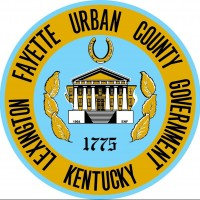 LEXINGTON FAYETTE URBAN COUNTY GOVERNMENT
KENTUCKY
1775